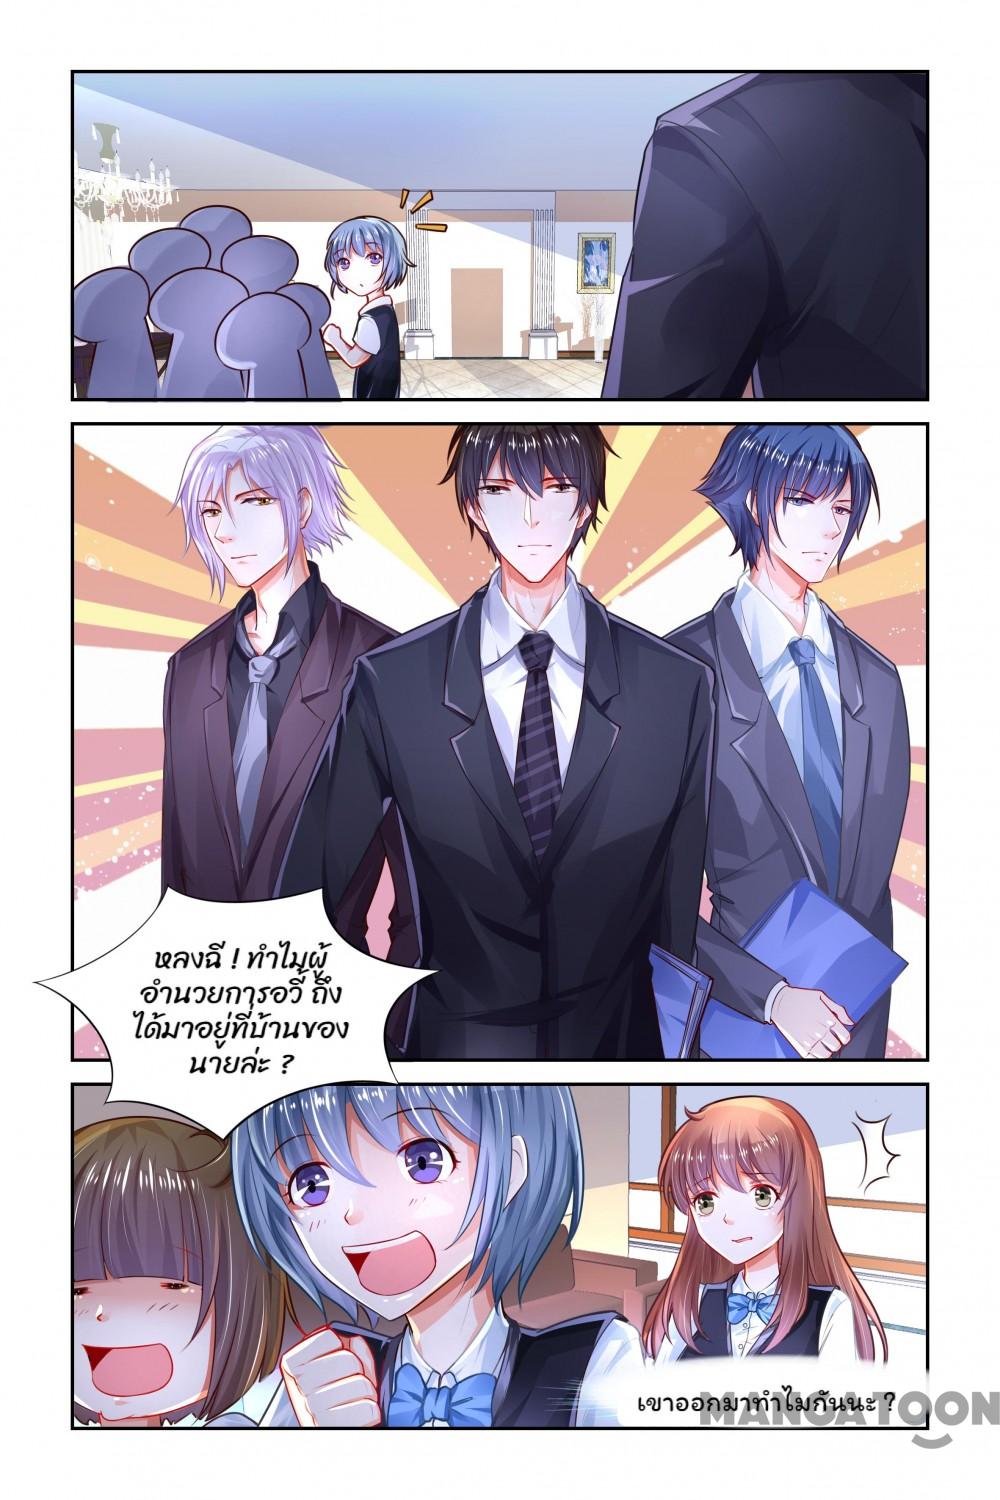 หลงฉี ! ทำไมผู้
อำนวยการอวี้ ถึง
ได้มาอยู่ที่บ้านของ
นายล่ะ ?
เขาออกมาทำไมกันนะ ?
MANGATOON